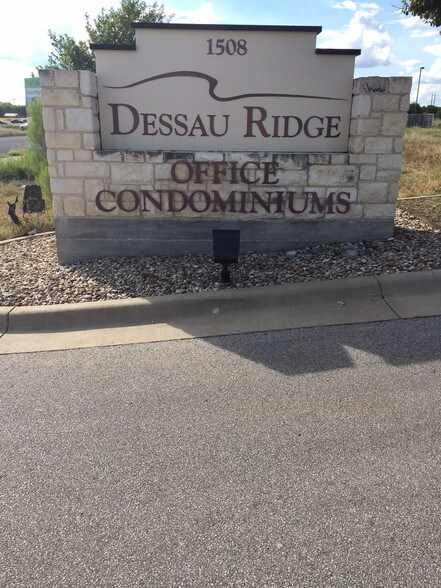 1508
DESSAU RIDGE
OFFICE
CONDOMINIUMS